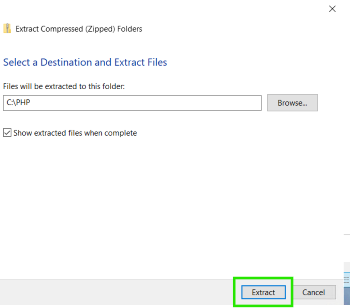 Extract Compressed (Zipped) Folders
Select a Destination and Extract Files
Files will be extracted to this folder:
C:\PHP
Browse...
Show extracted files when complete
Extract
Cancel